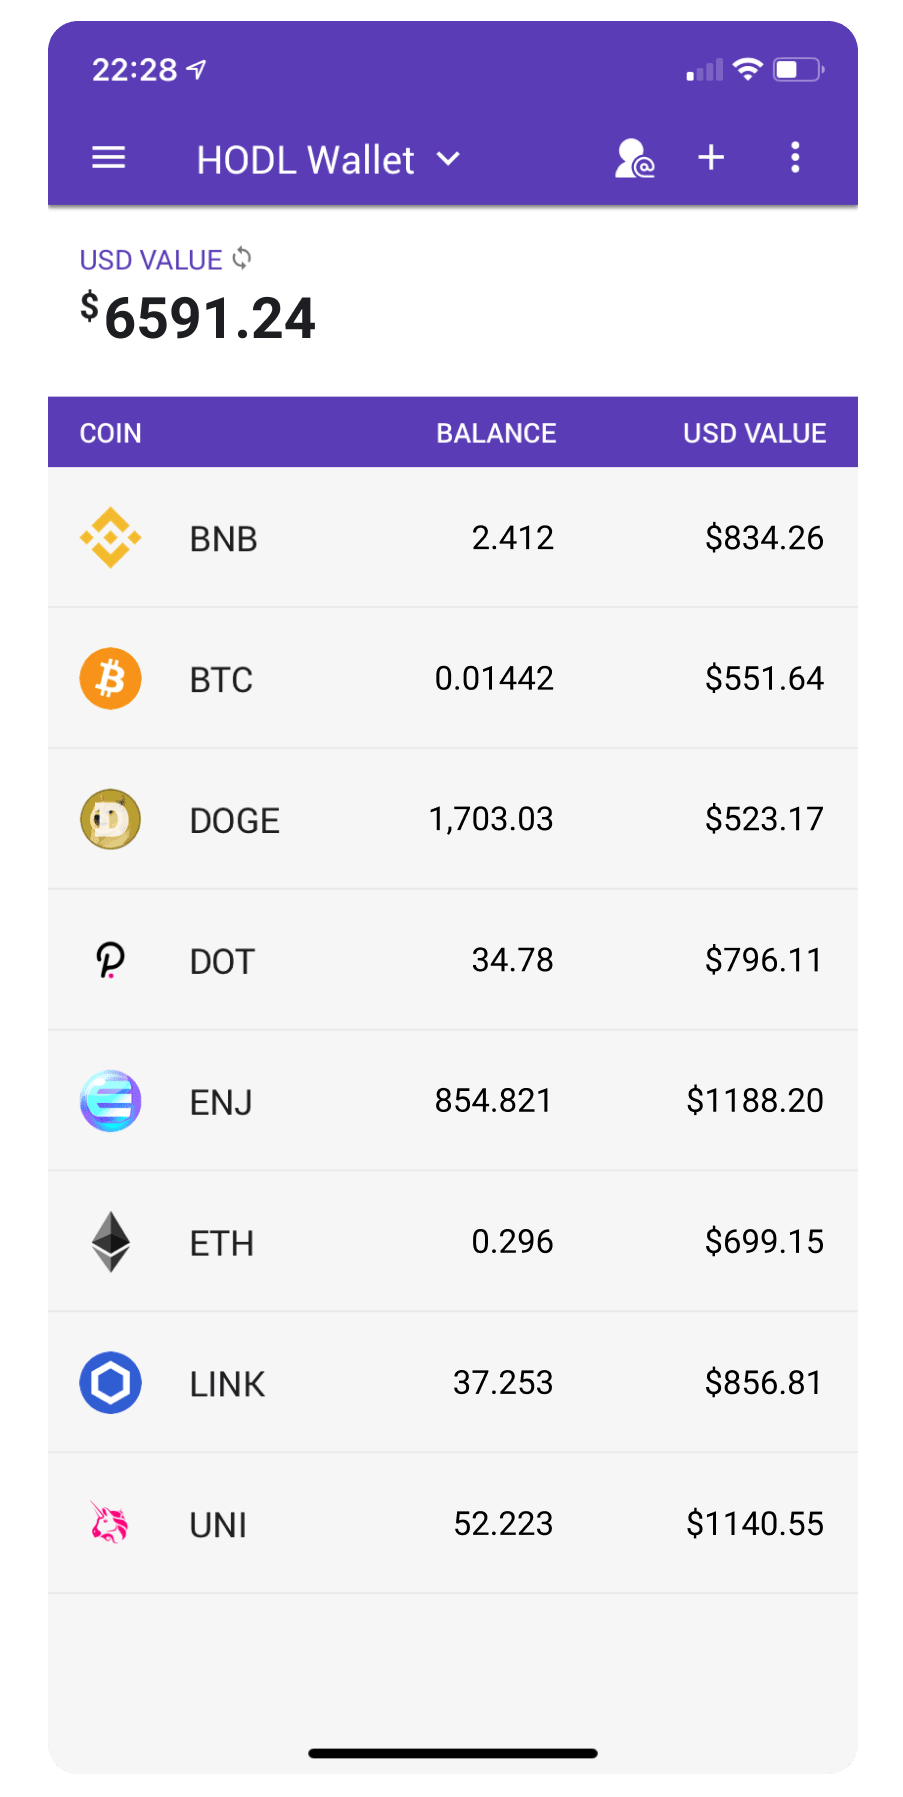 22:28
HODL Wallet
USD VALUE
$6591.24
COIN BALANCE USD VALUE
BNB 2.412 $834.26
BTC 0.01442 $551.64
DOGE 1,703.03 $523.17
DOT 34.78 $796.11
ENJ 854.821 $1188.20
ETH 0.296 $699.15
LINK 37.253 $856.81
UNI 52.223 $1140.55